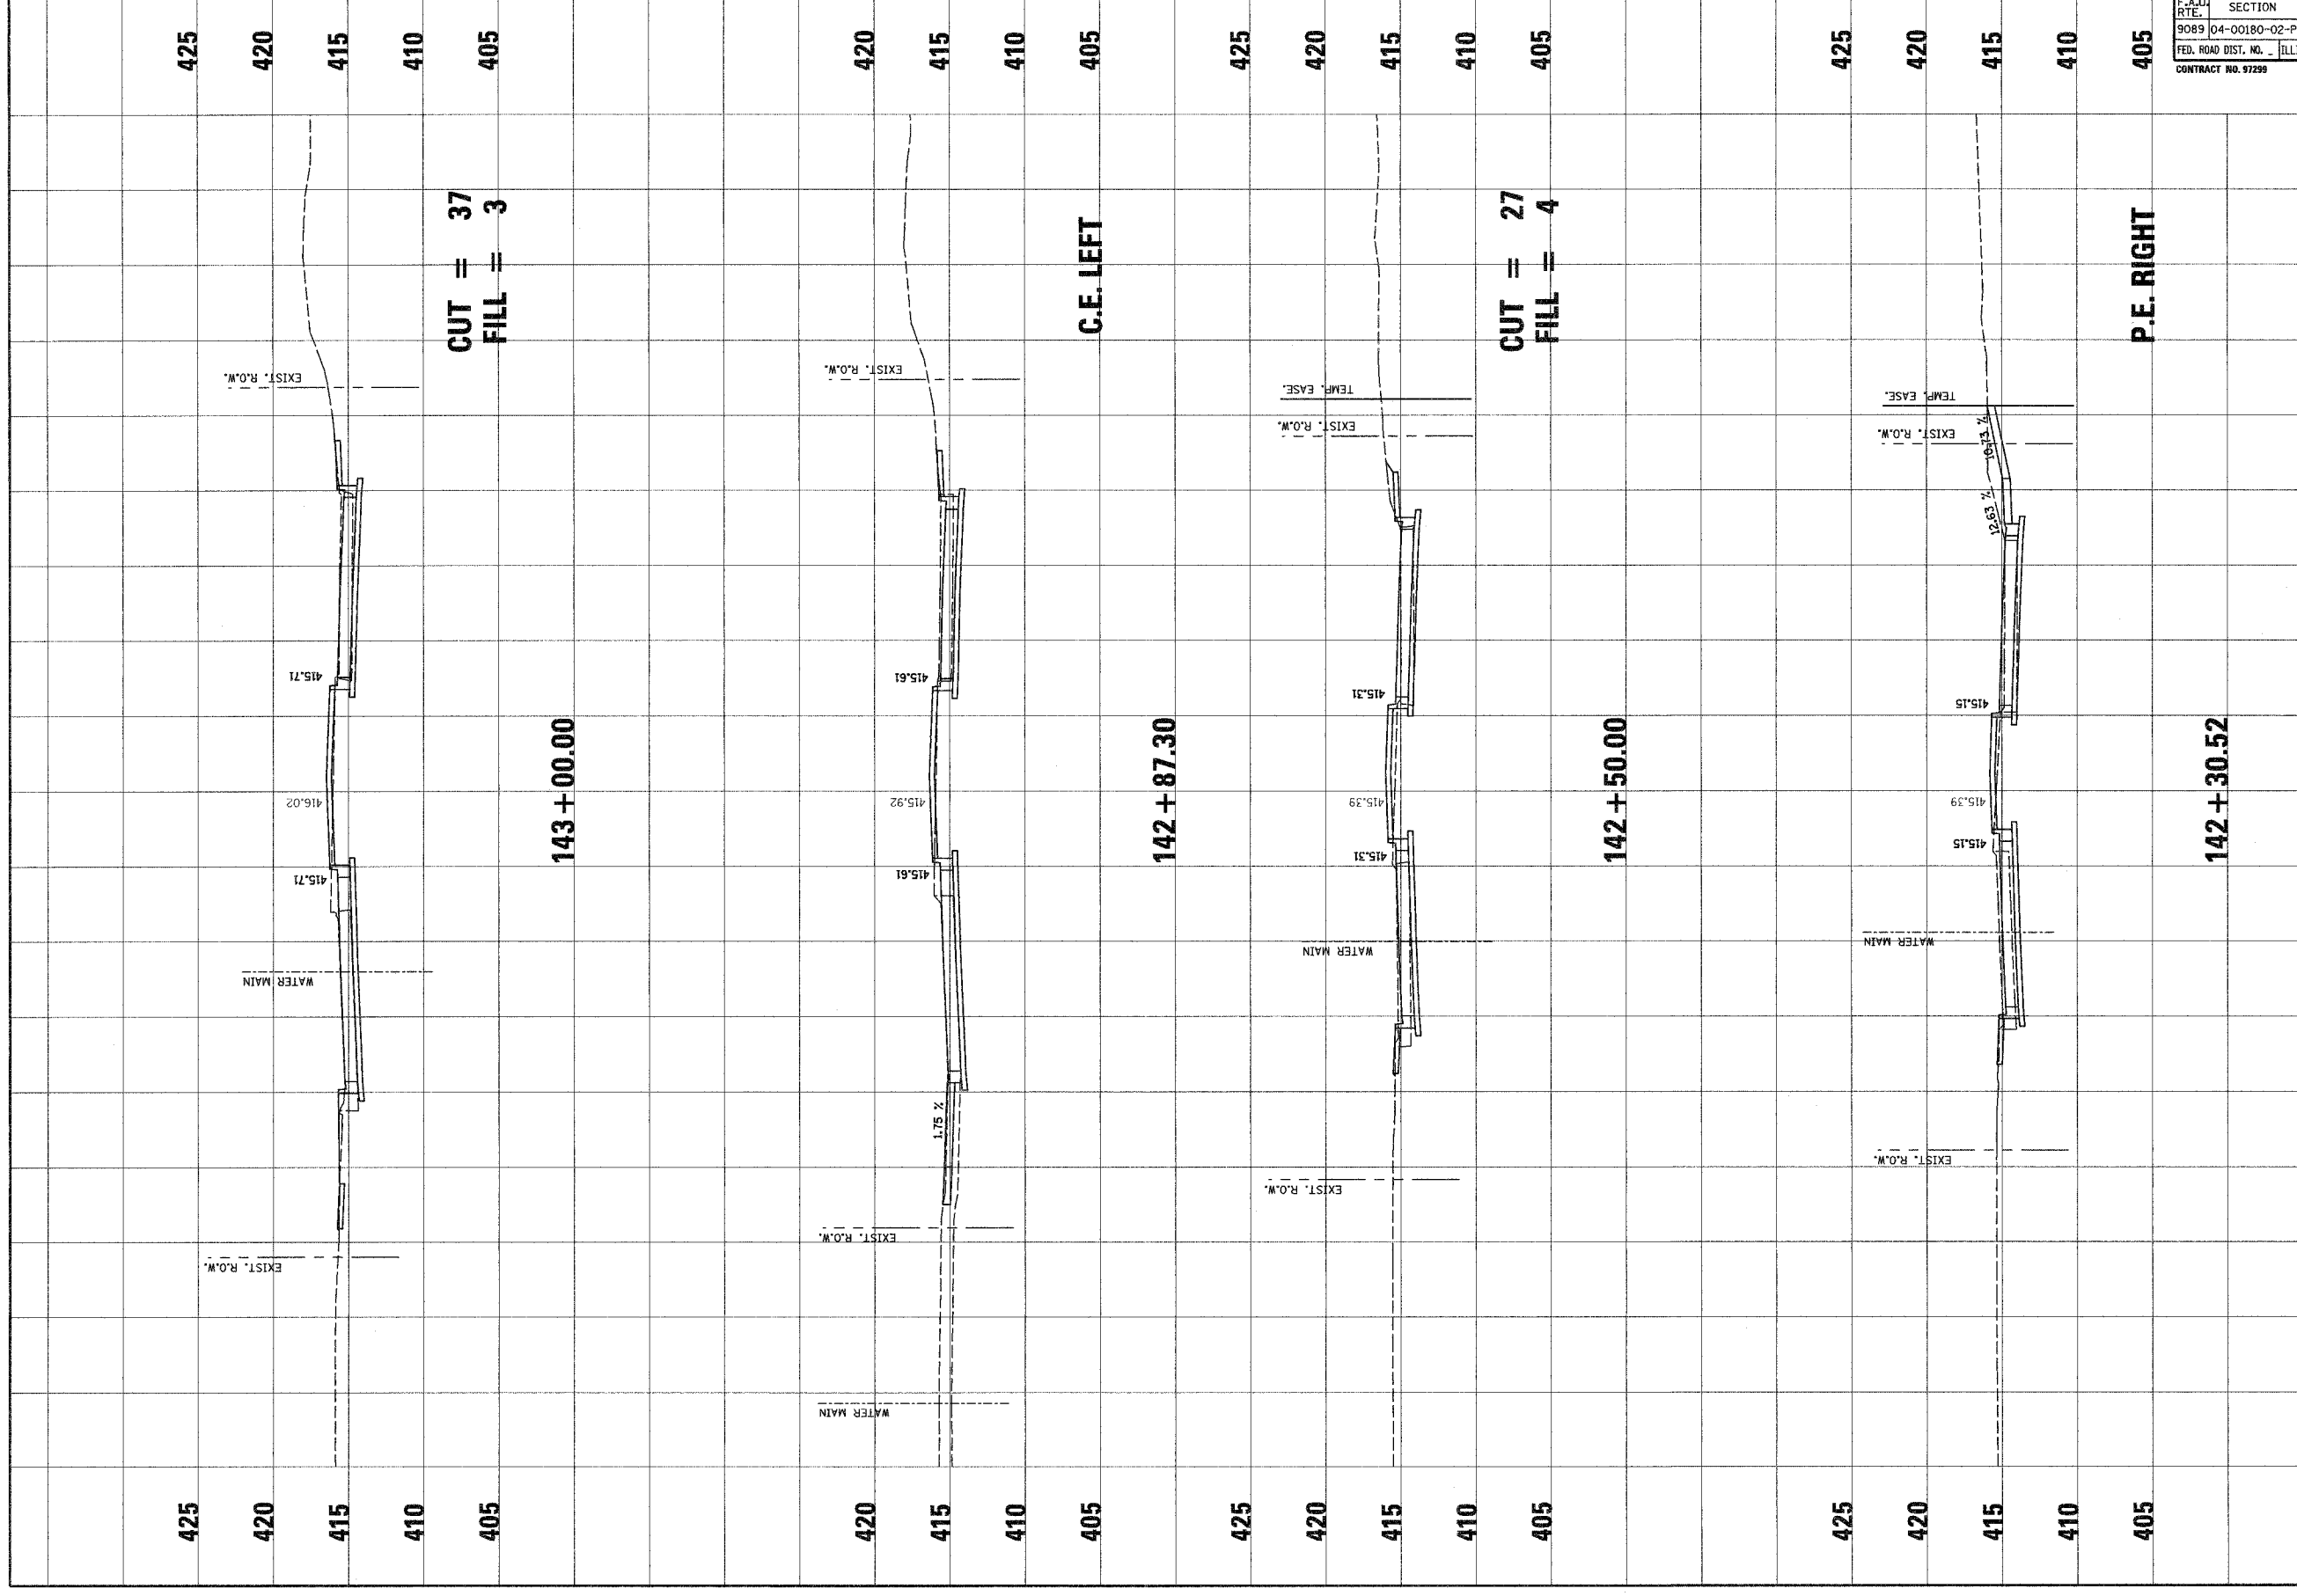 F.A.U. RTE. SECTION
9089 04-00180-02-P
FED. ROAD DIST. NO. _ ILLI
CONTRACT NO. 97299
425 420 415 410 405
EXIST. R.O.W.
CUT = 37
FILL = 3
415.71
416.02
415.71
143+00.00
WATER MAIN
EXIST. R.O.W.
425 420 415 410 405
420 415 410 405
EXIST. R.O.W.
C.E. LEFT
415.61
415.92
415.61
142+87.30
1.75 %
EXIST. R.O.W.
WATER MAIN
420 415 410 405
425 420 415 410 405
TEMP. EASE.
EXIST. R.O.W.
CUT = 27
FILL = 4
415.31
415.39
415.31
142+50.00
WATER MAIN
EXIST. R.O.W.
425 420 415 410 405
425 420 415 410 405
TEMP. EASE.
EXIST. R.O.W.
10.73 %
12.63 %
P.E. RIGHT
415.15
415.39
415.15
142+30.52
WATER MAIN
EXIST. R.O.W.
425 420 415 410 405